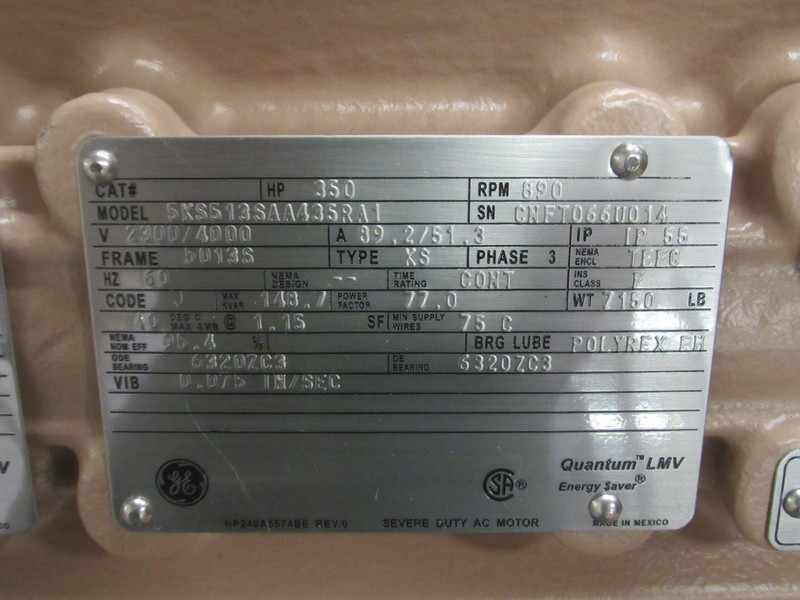 CAT# HP 350 RPM 890
MODEL 5KS513SAA435RA1 SN CNFT066U014
V 2300/4000 A 89.2/51.3 IP IP 55
FRAME 5013S TYPE KS PHASE 3 NEMA ENCL TEFC
HZ 60 NEMA DESIGN -- TIME RATING CONT INS CLASS F
CODE J MAX KVAR 148.7 POWER FACTOR 77.0 WT 7150 LB
40 DEG C MAX AMB @ 1.15 SF MIN SUPPLY WIRES 75 C
NEMA NOM EFF 95.4 % BRG LUBE POLYREX EM
ODE BEARING 6320ZC3 DE BEARING 6320ZC3
VIB 0.075 IN/SEC
GE SA ® Quantum™ LMV
Energy $aver®
NP249A5574BE REV.0 SEVERE DUTY AC MOTOR MADE IN MEXICO